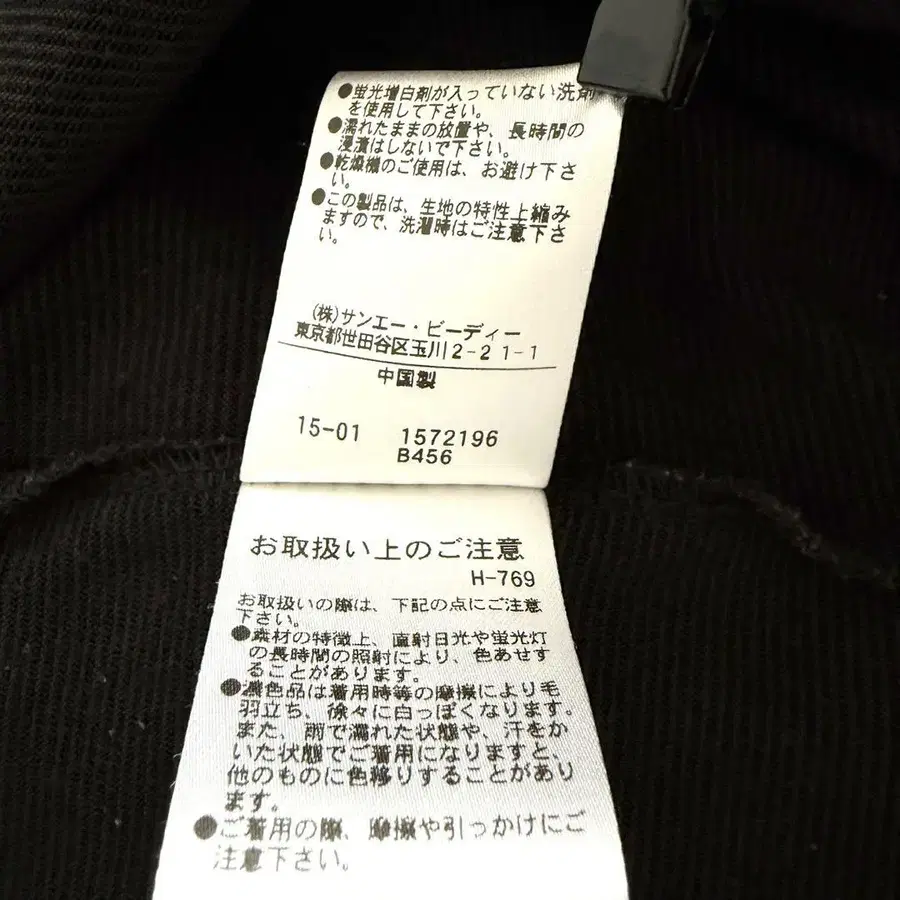 ●蛍光増白剤が入っていない洗剤
を使用して下さい。
●濡れたままの放置や、長時間の
浸漬はしないで下さい。
●乾燥機のご使用は、お避け下さ
い。
●この製品は、生地の特性上縮み
ますので、洗濯時はご注意下さ
い。
(株)サンエー・ビーディー
東京都世田谷区玉川2-21-1
中国製
15-01 1572196
B456
お取扱い上のご注意
H-769
お取扱いの際は、下記の点にご注意
下さい。
●素材の特徴上、直射日光や蛍光灯
の長時間の照射により、色あせす
ることがあります。
●濃色品は着用時等の摩擦により毛
羽立ち、徐々に白っぽくなります。
また、雨で濡れた状態や、汗をか
いた状態でご着用になりますと、
他のものに色移りすることがあり
ます。
●ご着用の際、摩擦や引っかけにご
注意下さい。